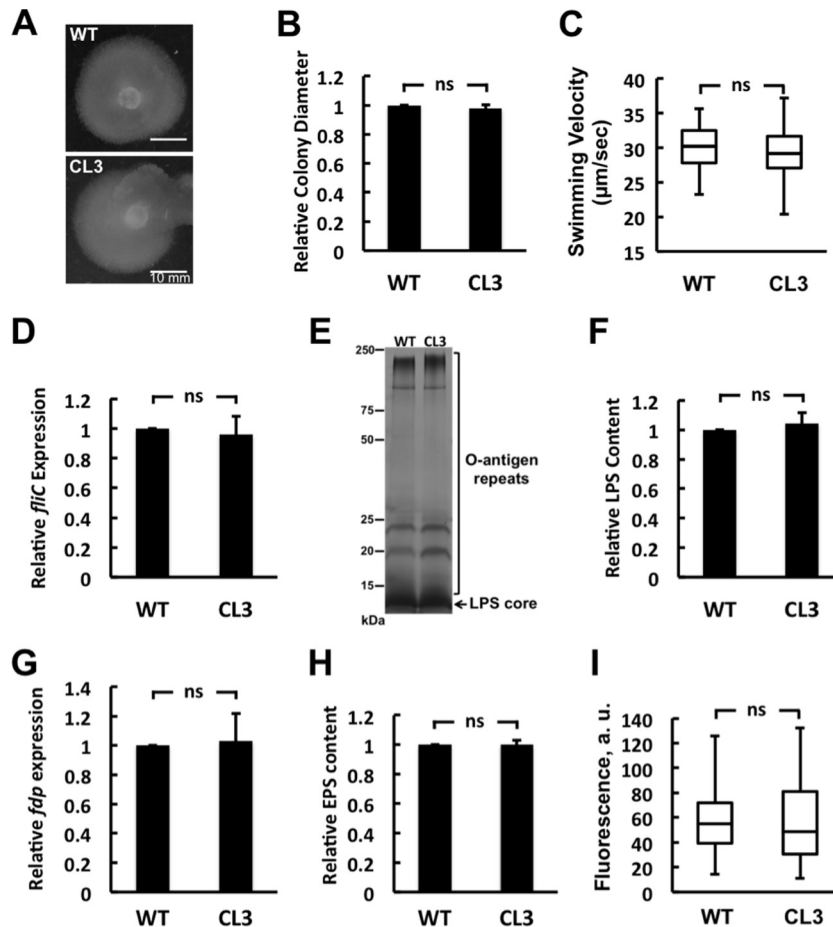 A
WT
CL3
10 mm
B
Relative Colony Diameter
1.2
1
0.8
0.6
0.4
0.2
0
ns
WT CL3
C
Swimming Velocity
(µm/sec)
40
35
30
25
20
15
ns
WT CL3
D
Relative fliC Expression
1.2
1
0.8
0.6
0.4
0.2
0
ns
WT CL3
E
WT CL3
250
75
50
25
20
15
kDa
O-antigen
repeats
LPS core
F
Relative LPS Content
1.2
1
0.8
0.6
0.4
0.2
0
ns
WT CL3
G
Relative fdp expression
1.4
1.2
1
0.8
0.6
0.4
0.2
0
ns
WT CL3
H
Relative EPS content
1.2
1
0.8
0.6
0.4
0.2
0
ns
WT CL3
I
Fluorescence, a. u.
140
120
100
80
60
40
20
0
ns
WT CL3